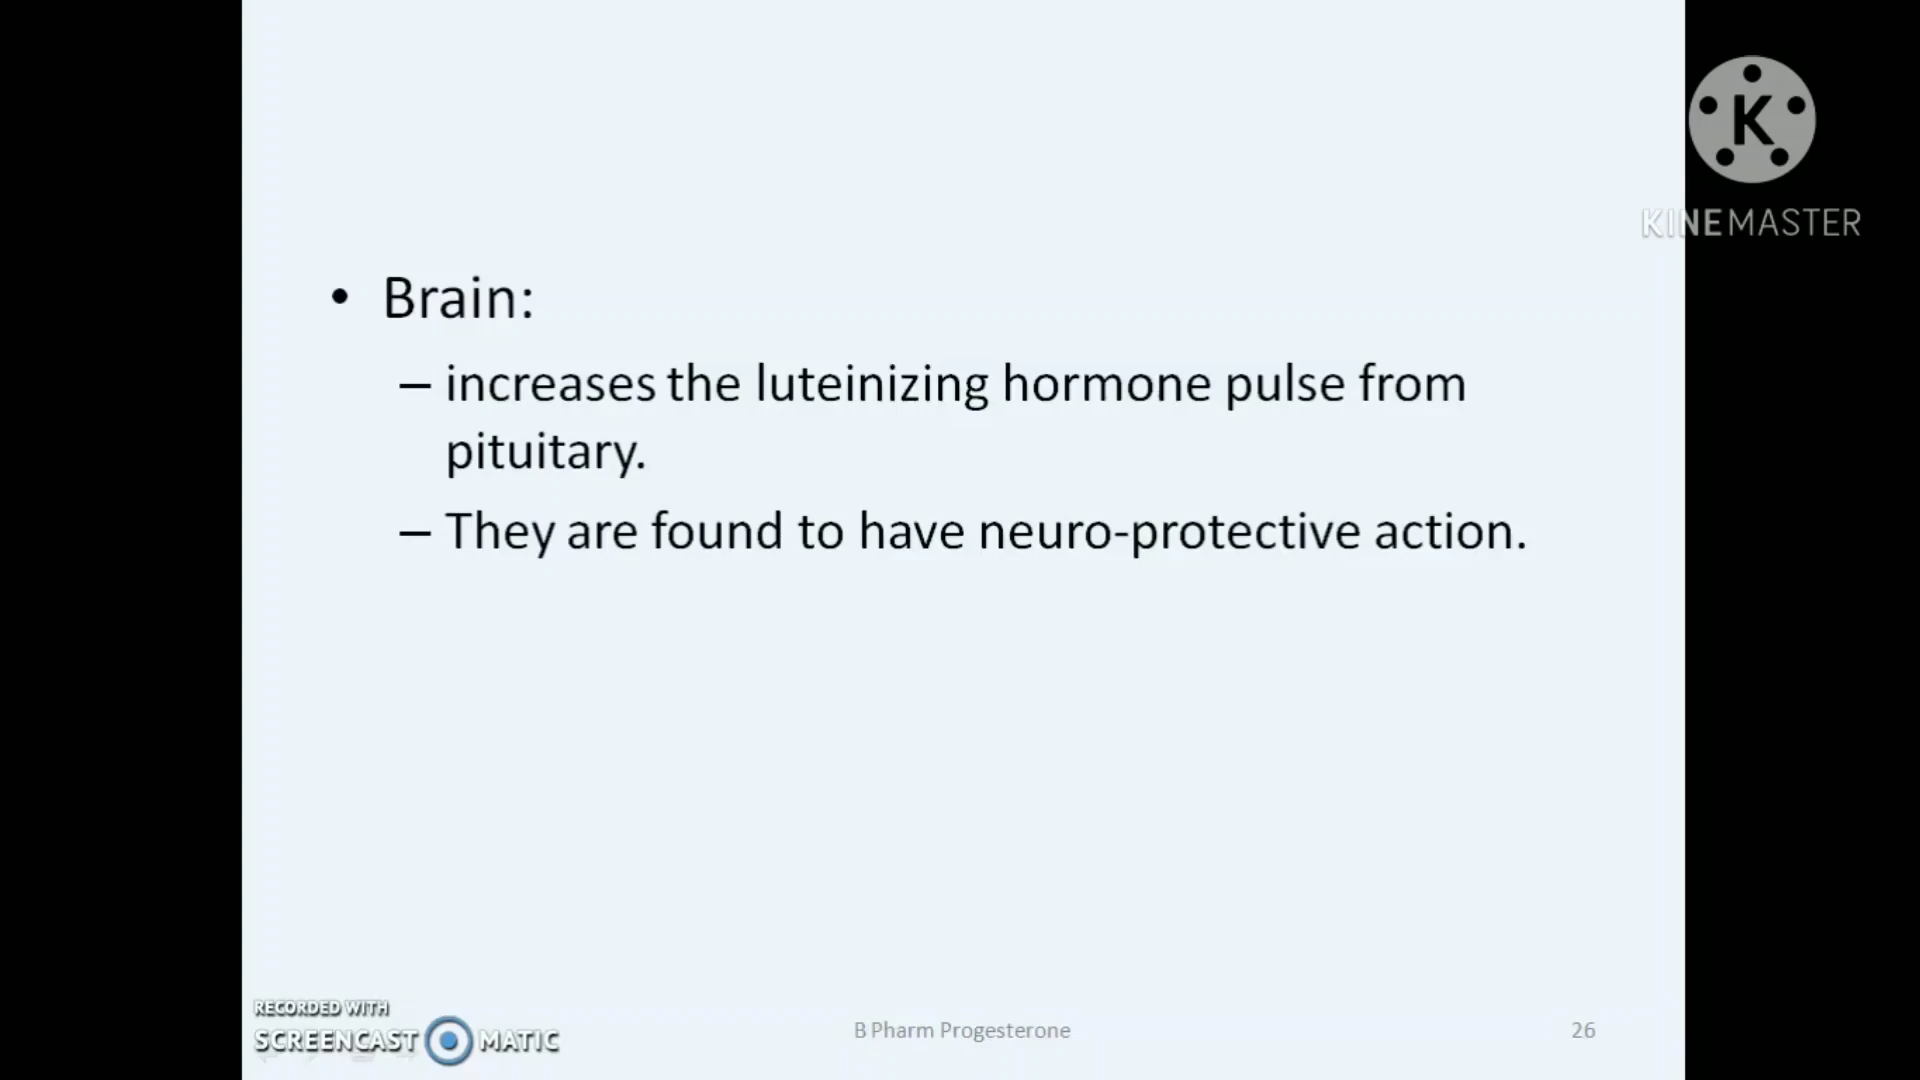 K
KINEMASTER
• Brain:
– increases the luteinizing hormone pulse from
pituitary.
– They are found to have neuro-protective action.
RECORDED WITH
SCREENCAST MATIC
B Pharm Progesterone
26